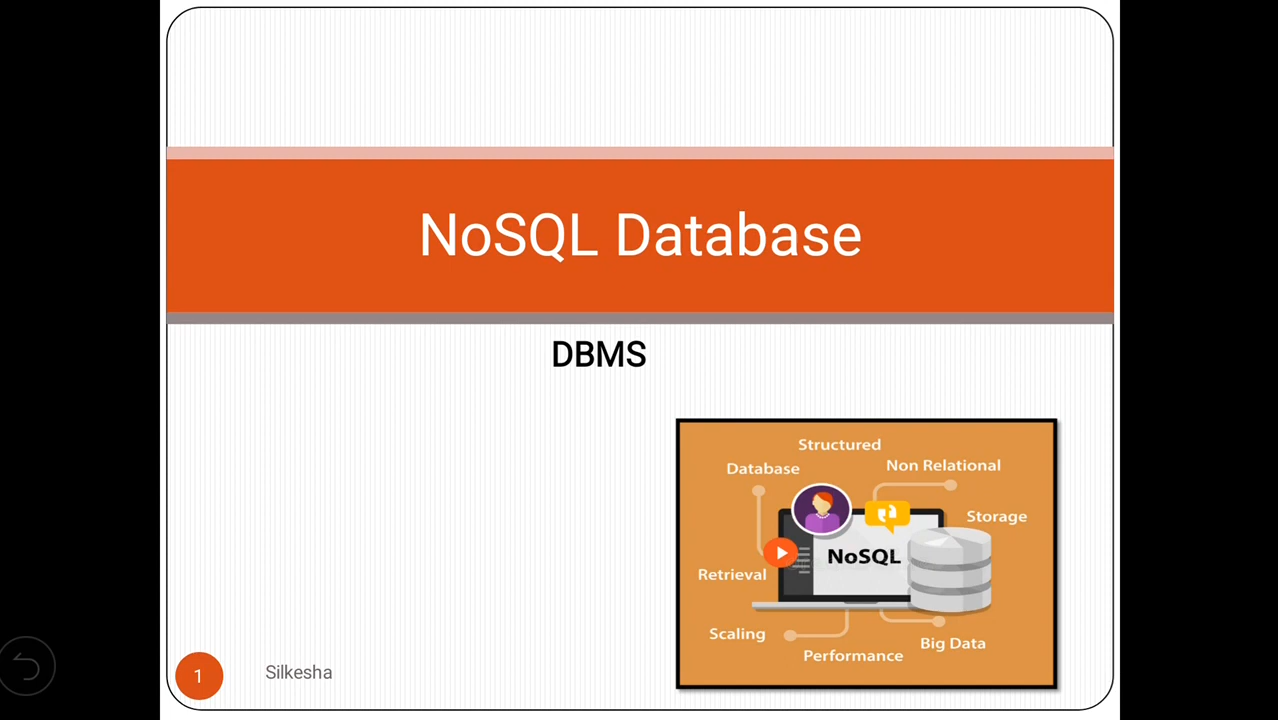 NoSQL Database
DBMS
Structured
Database
Non Relational
Storage
NoSQL
Retrieval
Scaling
Big Data
Performance
1
Silkesha